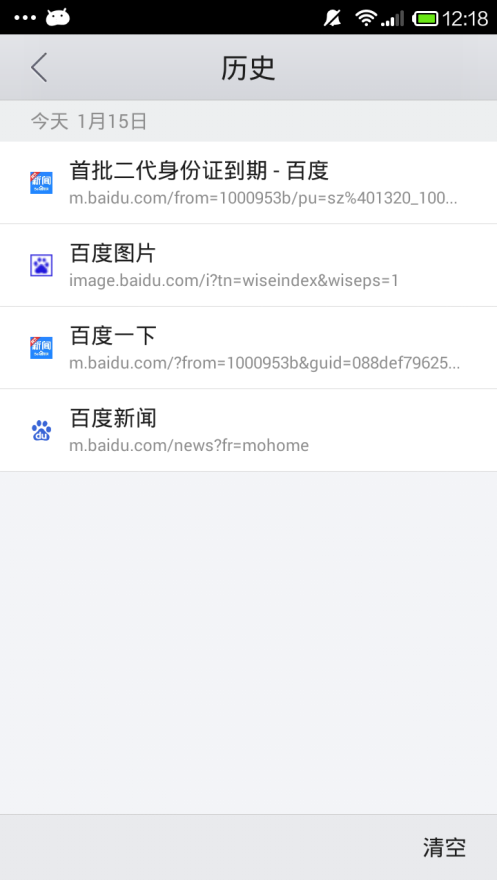 12:18
历史
今天 1月15日
首批二代身份证到期 - 百度
m.baidu.com/from=1000953b/pu=sz%401320_100...
百度图片
image.baidu.com/i?tn=wiseindex&wiseps=1
百度一下
m.baidu.com/?from=1000953b&guid=088def79625...
百度新闻
du
m.baidu.com/news?fr=mohome
清空